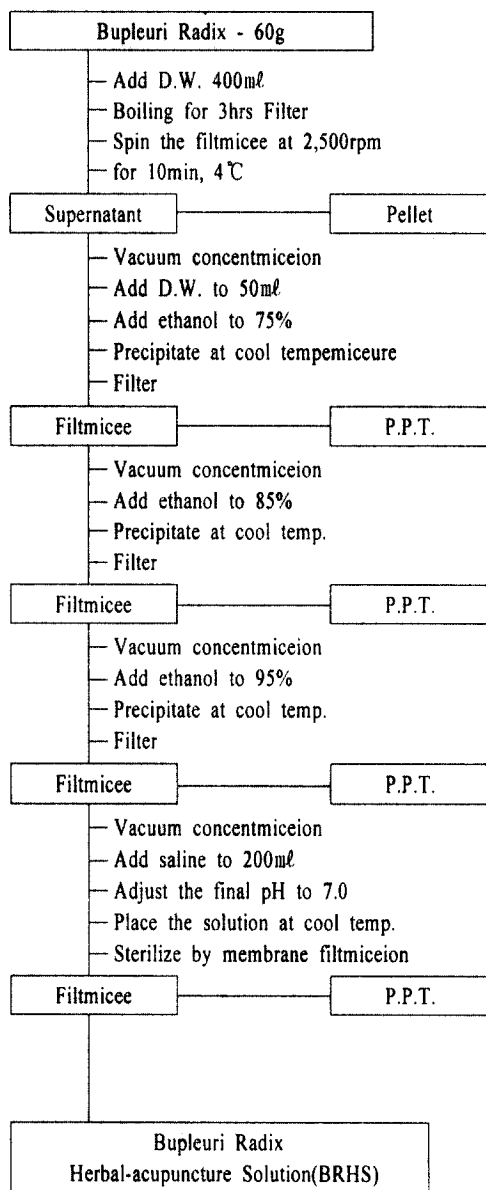 Bupleuri Radix - 60g
Add D.W. 400㎖
Boiling for 3hrs Filter
Spin the filtmicee at 2,500rpm
for 10min, 4℃
Supernatant Pellet
Vacuum concentmiceion
Add D.W. to 50㎖
Add ethanol to 75%
Precipitate at cool tempemiceure
Filter
Filtmicee P.P.T.
Vacuum concentmiceion
Add ethanol to 85%
Precipitate at cool temp.
Filter
Filtmicee P.P.T.
Vacuum concentmiceion
Add ethanol to 95%
Precipitate at cool temp.
Filter
Filtmicee P.P.T.
Vacuum concentmiceion
Add saline to 200㎖
Adjust the final pH to 7.0
Place the solution at cool temp.
Sterilize by membrane filtmiceion
Filtmicee P.P.T.
Bupleuri Radix
Herbal-acupuncture Solution(BRHS)